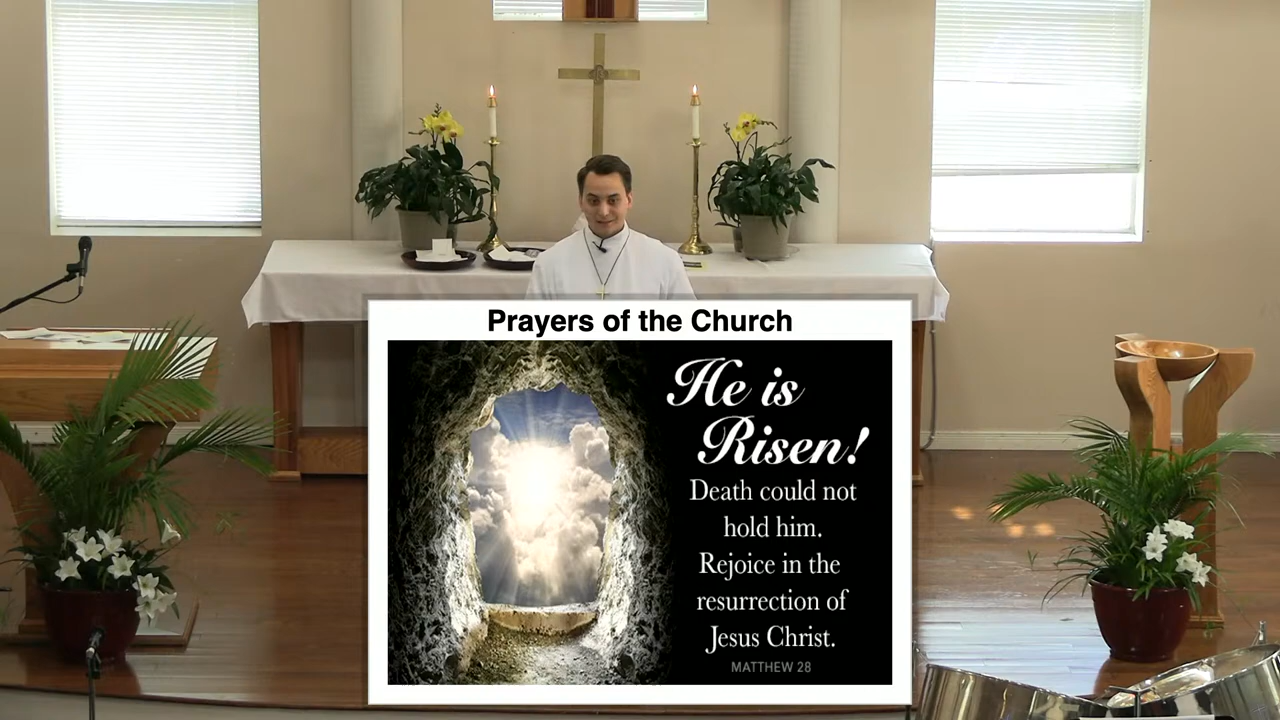 Prayers of the Church
He is
Risen!
Death could not
hold him.
Rejoice in the
resurrection of
Jesus Christ.
MATTHEW 28